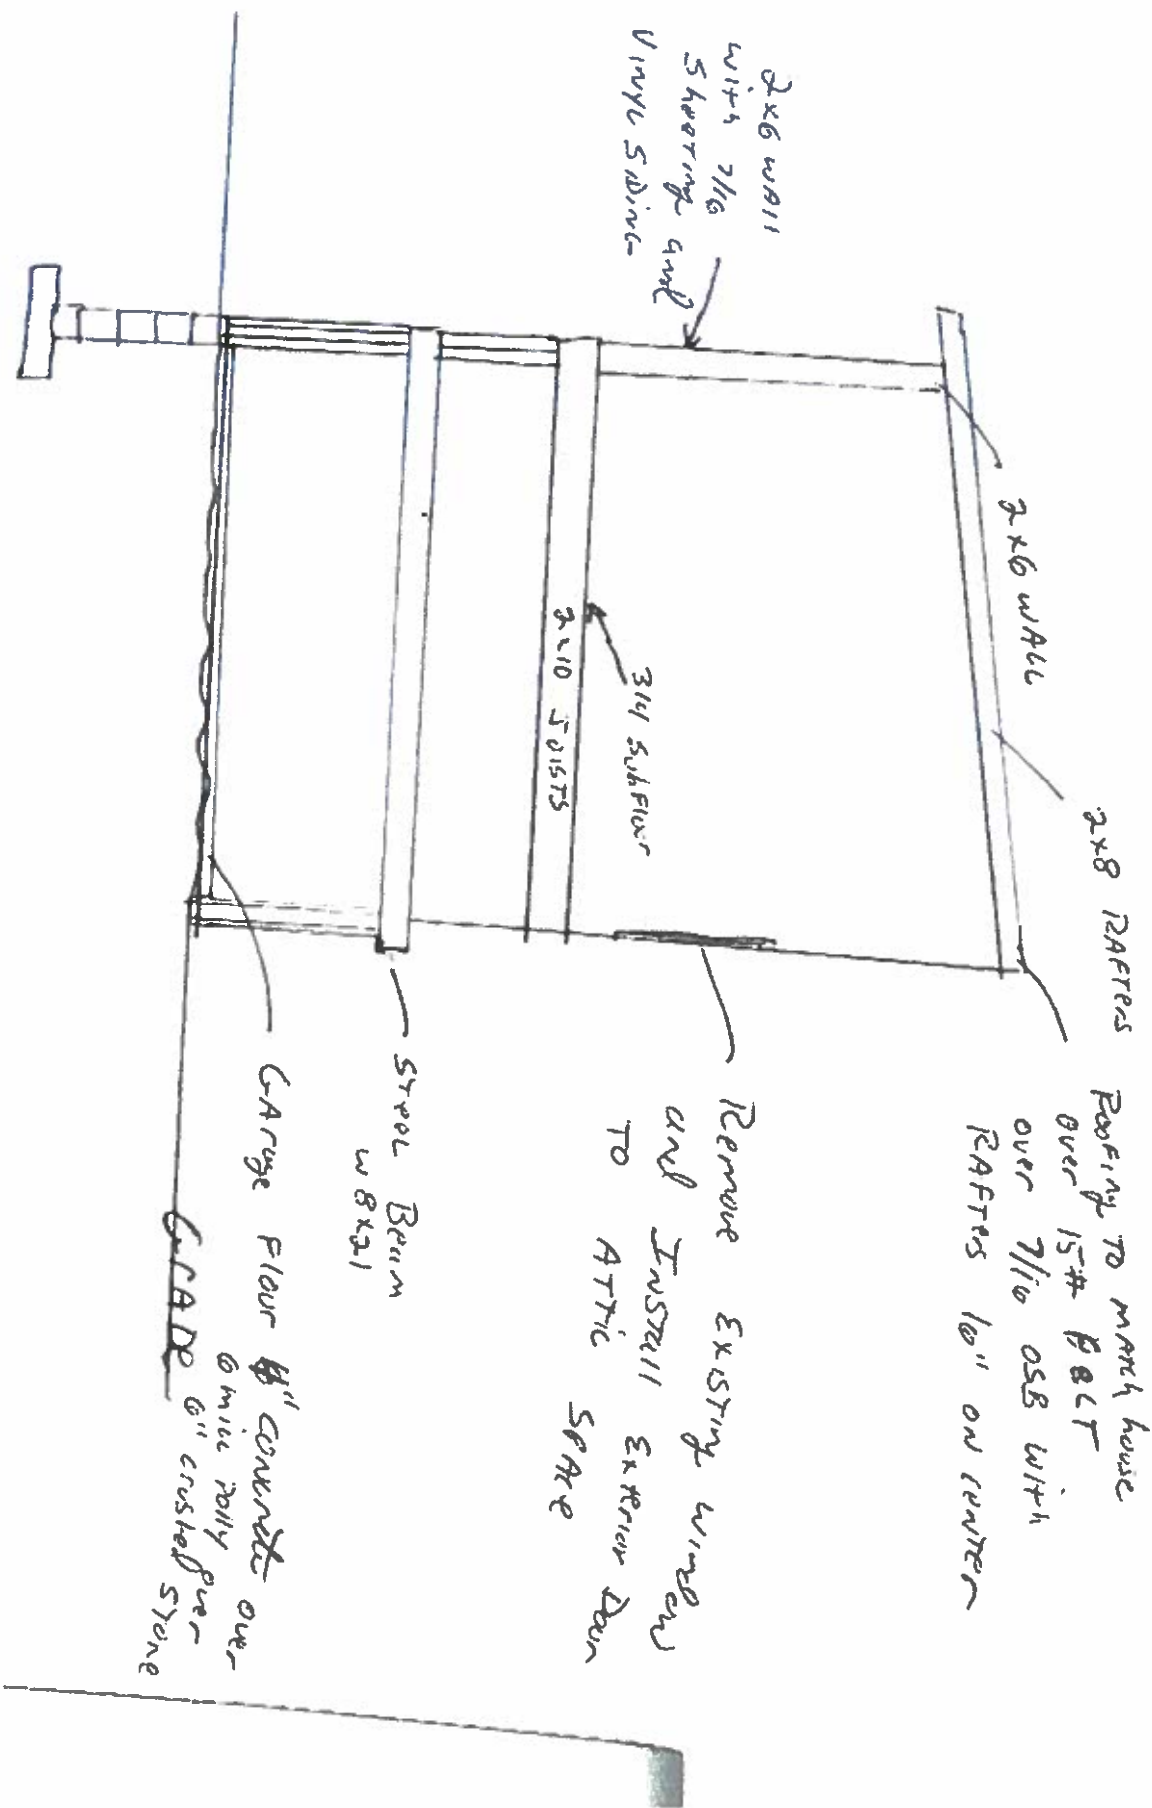 2x6 WALL
with 7/16
Sheeting and
Vinyl Siding
2x6 WALL
2x8 RAFTERS
Roofing TO MATCH house
over 15# FELT
over 7/16 OSB with
RAFTERS 16" ON CENTER
3/4 Subfloor
2x10 JOISTS
Remove Existing window
and Install Exterior Door
TO ATTIC SPACE
STEEL Beam
W8x21
GArage Floor 4" concrete over
6 mill Polly over
6" crushed stone
GRADE